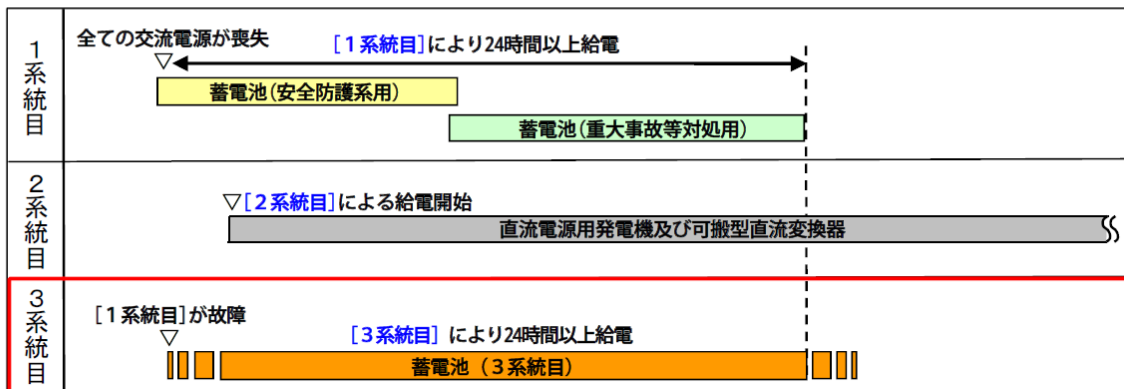 1系統目
全ての交流電源が喪失
[1系統目]により24時間以上給電
▽
蓄電池(安全防護系用)
蓄電池(重大事故等対処用)
2系統目
▽[2系統目]による給電開始
直流電源用発電機及び可搬型直流変換器
3系統目
[1系統目]が故障
▽
[3系統目] により24時間以上給電
蓄電池（3系統目)